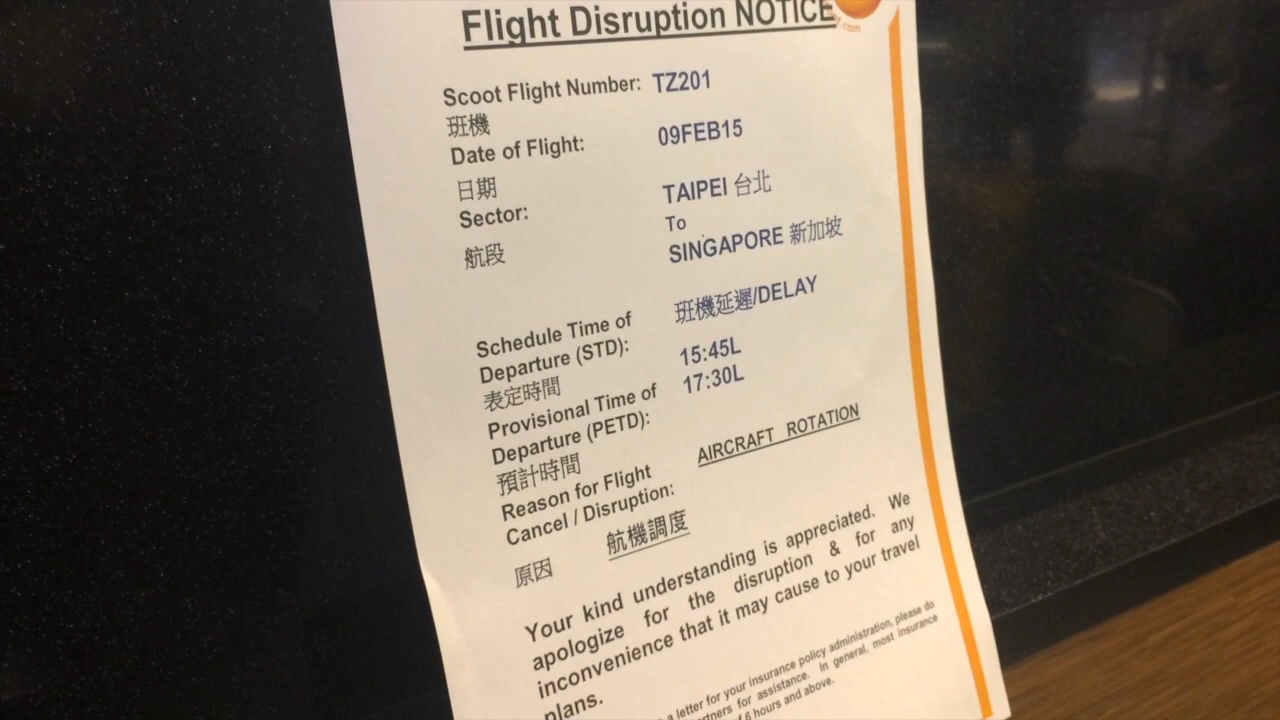 Flight Disruption NOTICE
Scoot Flight Number: TZ201
班機
Date of Flight: 09FEB15
日期
Sector: TAIPEI 台北
To
航段 SINGAPORE 新加坡
班機延遲/DELAY
Schedule Time of
Departure (STD): 15:45L
表定時間 17:30L
Provisional Time of
Departure (PETD):
預計時間 AIRCRAFT ROTATION
Reason for Flight
Cancel / Disruption:
原因 航機調度
Your kind understanding is appreciated. We
apologize for the disruption & for any
inconvenience that it may cause to your travel
plans.
a letter for your insurance policy administration, please do
for assistance. In general, most insurance
of 6 hours and above.